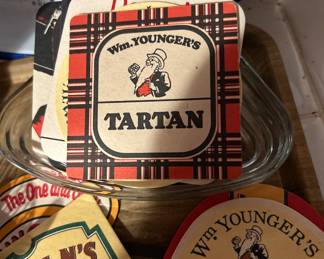 Wm. YOUNGER'S
TARTAN
The One and
N'S
Wm YOUNGER'S